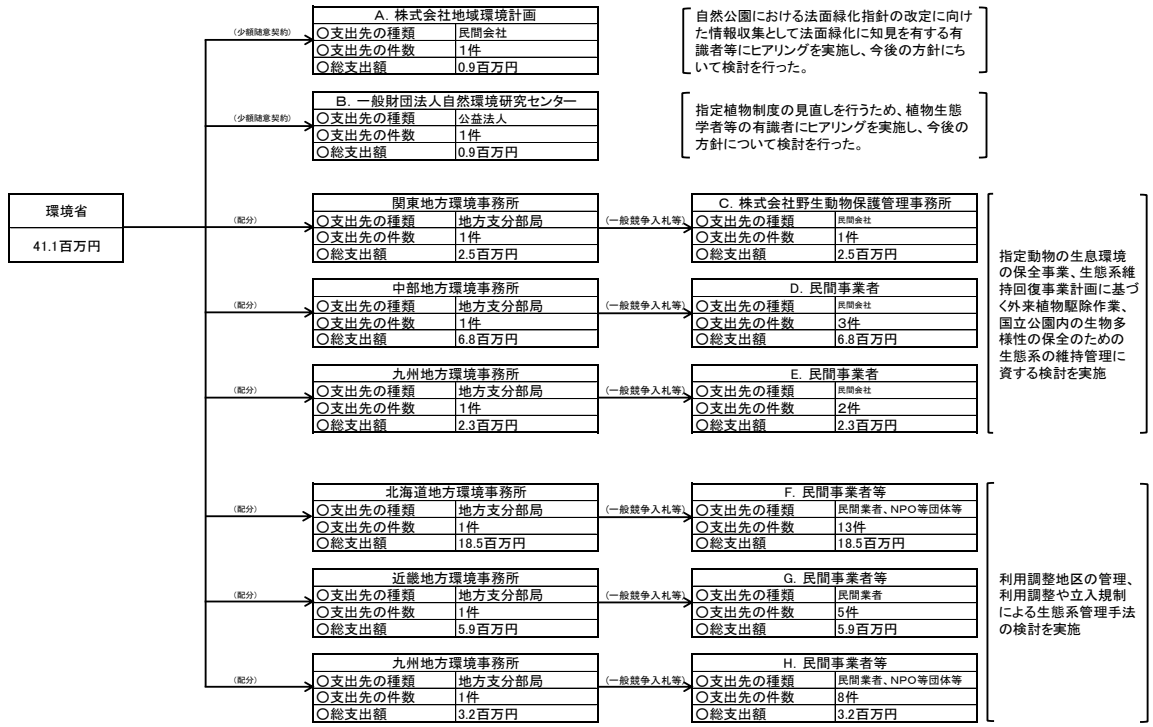 A．株式会社地域環境計画
（少額随意契約）
○支出先の種類 民間会社
○支出先の件数 1件
○総支出額 0.9百万円
自然公園における法面緑化指針の改定に向け
た情報収集として法面緑化に知見を有する有
識者等にヒアリングを実施し、今後の方針にち
いて検討を行った。
B．一般財団法人自然環境研究センター
（少額随意契約）
○支出先の種類 公益法人
○支出先の件数 1件
○総支出額 0.9百万円
指定植物制度の見直しを行うため、植物生態
学者等の有識者にヒアリングを実施し、今後の
方針について検討を行った。
環境省
41.1百万円
関東地方環境事務所
（配分）
○支出先の種類 地方支分部局
○支出先の件数 1件
○総支出額 2.5百万円
（一般競争入札等）
C．株式会社野生動物保護管理事務所
○支出先の種類 民間会社
○支出先の件数 1件
○総支出額 2.5百万円
中部地方環境事務所
（配分）
○支出先の種類 地方支分部局
○支出先の件数 1件
○総支出額 6.8百万円
（一般競争入札等）
D．民間事業者
○支出先の種類 民間会社
○支出先の件数 3件
○総支出額 6.8百万円
九州地方環境事務所
（配分）
○支出先の種類 地方支分部局
○支出先の件数 1件
○総支出額 2.3百万円
（一般競争入札等）
E．民間事業者
○支出先の種類 民間会社
○支出先の件数 2件
○総支出額 2.3百万円
指定動物の生息環境
の保全事業、生態系維
持回復事業計画に基づ
く外来植物駆除作業、
国立公園内の生物多
様性の保全のための
生態系の維持管理に
資する検討を実施
北海道地方環境事務所
（配分）
○支出先の種類 地方支分部局
○支出先の件数 1件
○総支出額 18.5百万円
（一般競争入札等）
F．民間事業者等
○支出先の種類 民間業者、NPO等団体等
○支出先の件数 13件
○総支出額 18.5百万円
近畿地方環境事務所
（配分）
○支出先の種類 地方支分部局
○支出先の件数 1件
○総支出額 5.9百万円
（一般競争入札等）
G．民間事業者等
○支出先の種類 民間業者
○支出先の件数 5件
○総支出額 5.9百万円
九州地方環境事務所
（配分）
○支出先の種類 地方支分部局
○支出先の件数 1件
○総支出額 3.2百万円
（一般競争入札等）
H．民間事業者等
○支出先の種類 民間業者、NPO等団体等
○支出先の件数 8件
○総支出額 3.2百万円
利用調整地区の管理、
利用調整や立入規制
による生態系管理手法
の検討を実施